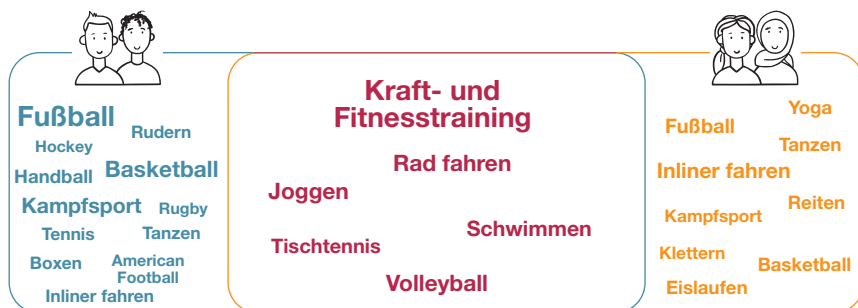 Fußball
Rudern
Hockey
Handball
Basketball
Kampfsport
Rugby
Tennis
Tanzen
Boxen
American
Football
Inliner fahren
Kraft- und
Fitnesstraining
Rad fahren
Joggen
Schwimmen
Tischtennis
Volleyball
Yoga
Fußball
Tanzen
Inliner fahren
Reiten
Kampfsport
Klettern
Basketball
Eislaufen